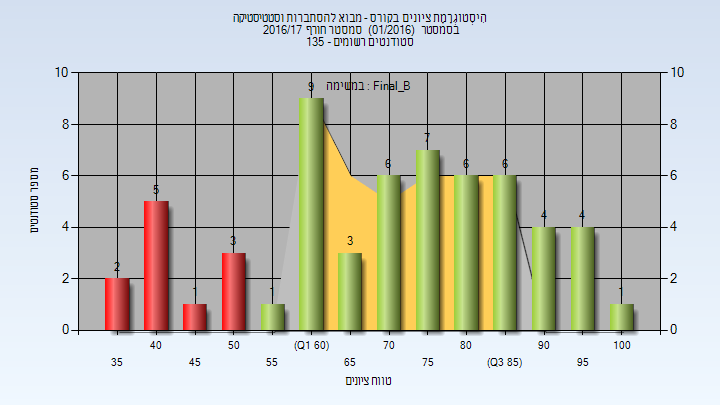 היסטוגרמת ציונים בקורס - מבוא להסתברות וסטטיסטיקה
בסמסטר (01/2016) סמסטר חורף 2016/17
סטודנטים רשומים - 135
במשימה : Final_B
מספר סטודנטים
10 8 6 4 2 0
10 8 6 4 2 0
2 5 1 3 1 9 3 6 7 6 6 4 4 1
40 50 (Q1 60) 70 80 90 100
35 45 55 65 75 (Q3 85) 95
טווח ציונים